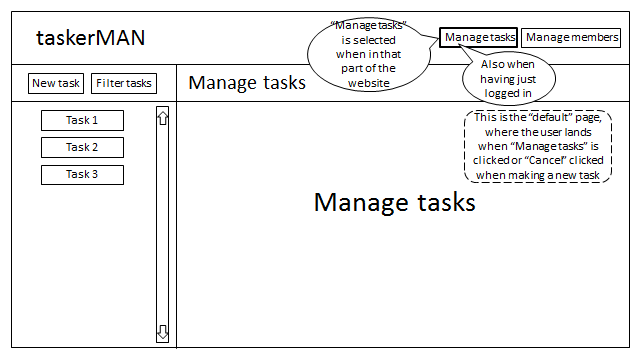 taskerMAN
“Manage tasks”
is selected
when in that
part of the
website
Manage tasks
Manage members
Also when
having just
logged in
New task
Filter tasks
Manage tasks
Task 1
Task 2
Task 3
This is the “default” page,
where the user lands
when “Manage tasks” is
clicked or “Cancel” clicked
when making a new task
Manage tasks